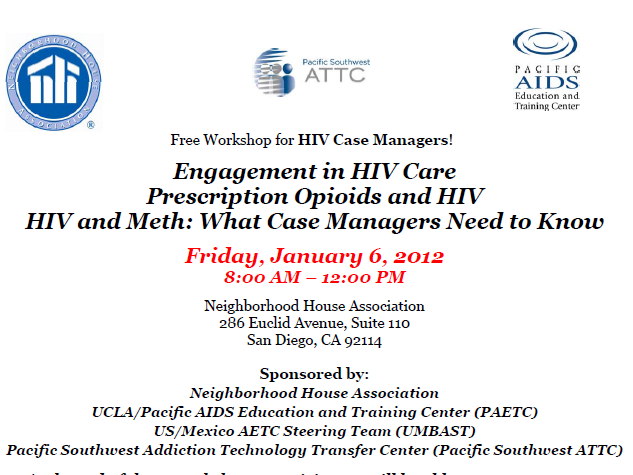 NEIGHBORHOOD HOUSE ASSOCIATION
®
Pacific Southwest
ATTC
PACIFIC
AIDS
Education and
Training Center
Free Workshop for HIV Case Managers!
Engagement in HIV Care
Prescription Opioids and HIV
HIV and Meth: What Case Managers Need to Know
Friday, January 6, 2012
8:00 AM – 12:00 PM
Neighborhood House Association
286 Euclid Avenue, Suite 110
San Diego, CA 92114
Sponsored by:
Neighborhood House Association
UCLA/Pacific AIDS Education and Training Center (PAETC)
US/Mexico AETC Steering Team (UMBAST)
Pacific Southwest Addiction Technology Transfer Center (Pacific Southwest ATTC)